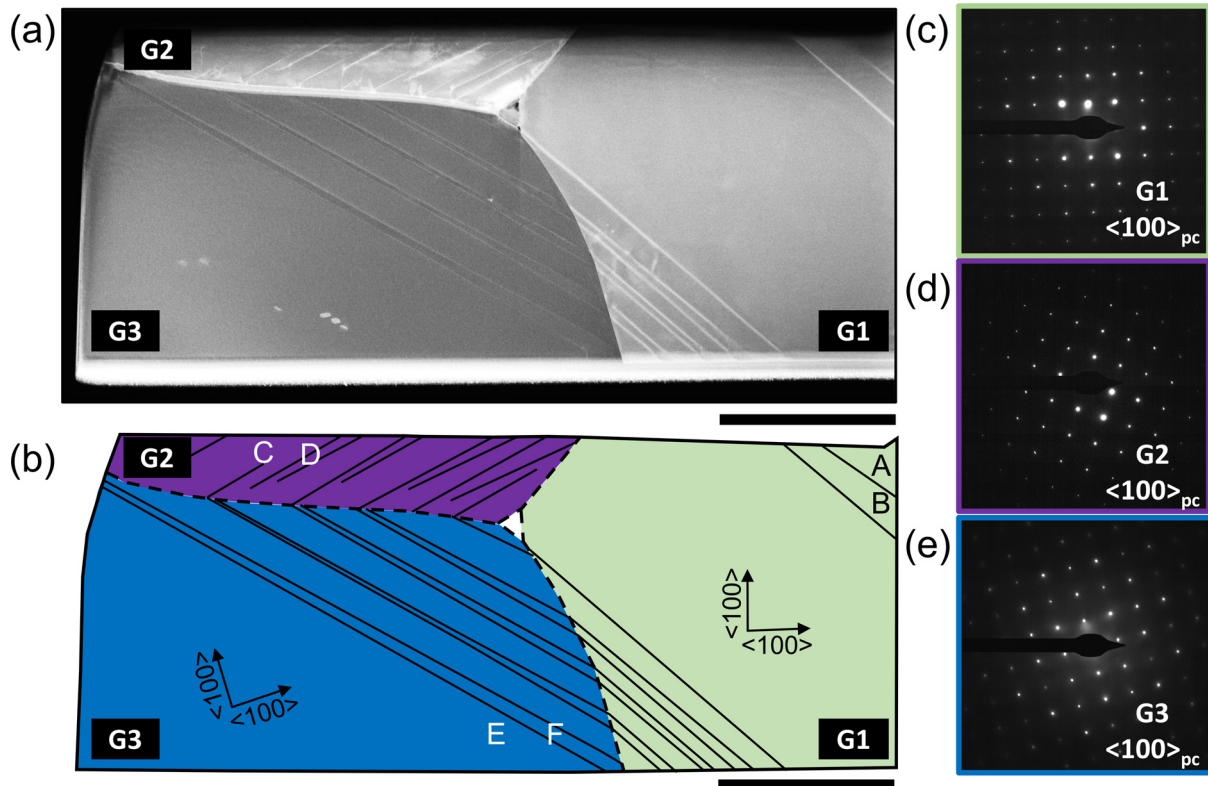 (a)
G2
G3
G1
(b)
G2
C
D
A
B
<100>
<100>
<100>
<100>
E
F
G3
G1
(c)
G1
<100>pc
(d)
G2
<100>pc
(e)
G3
<100>pc